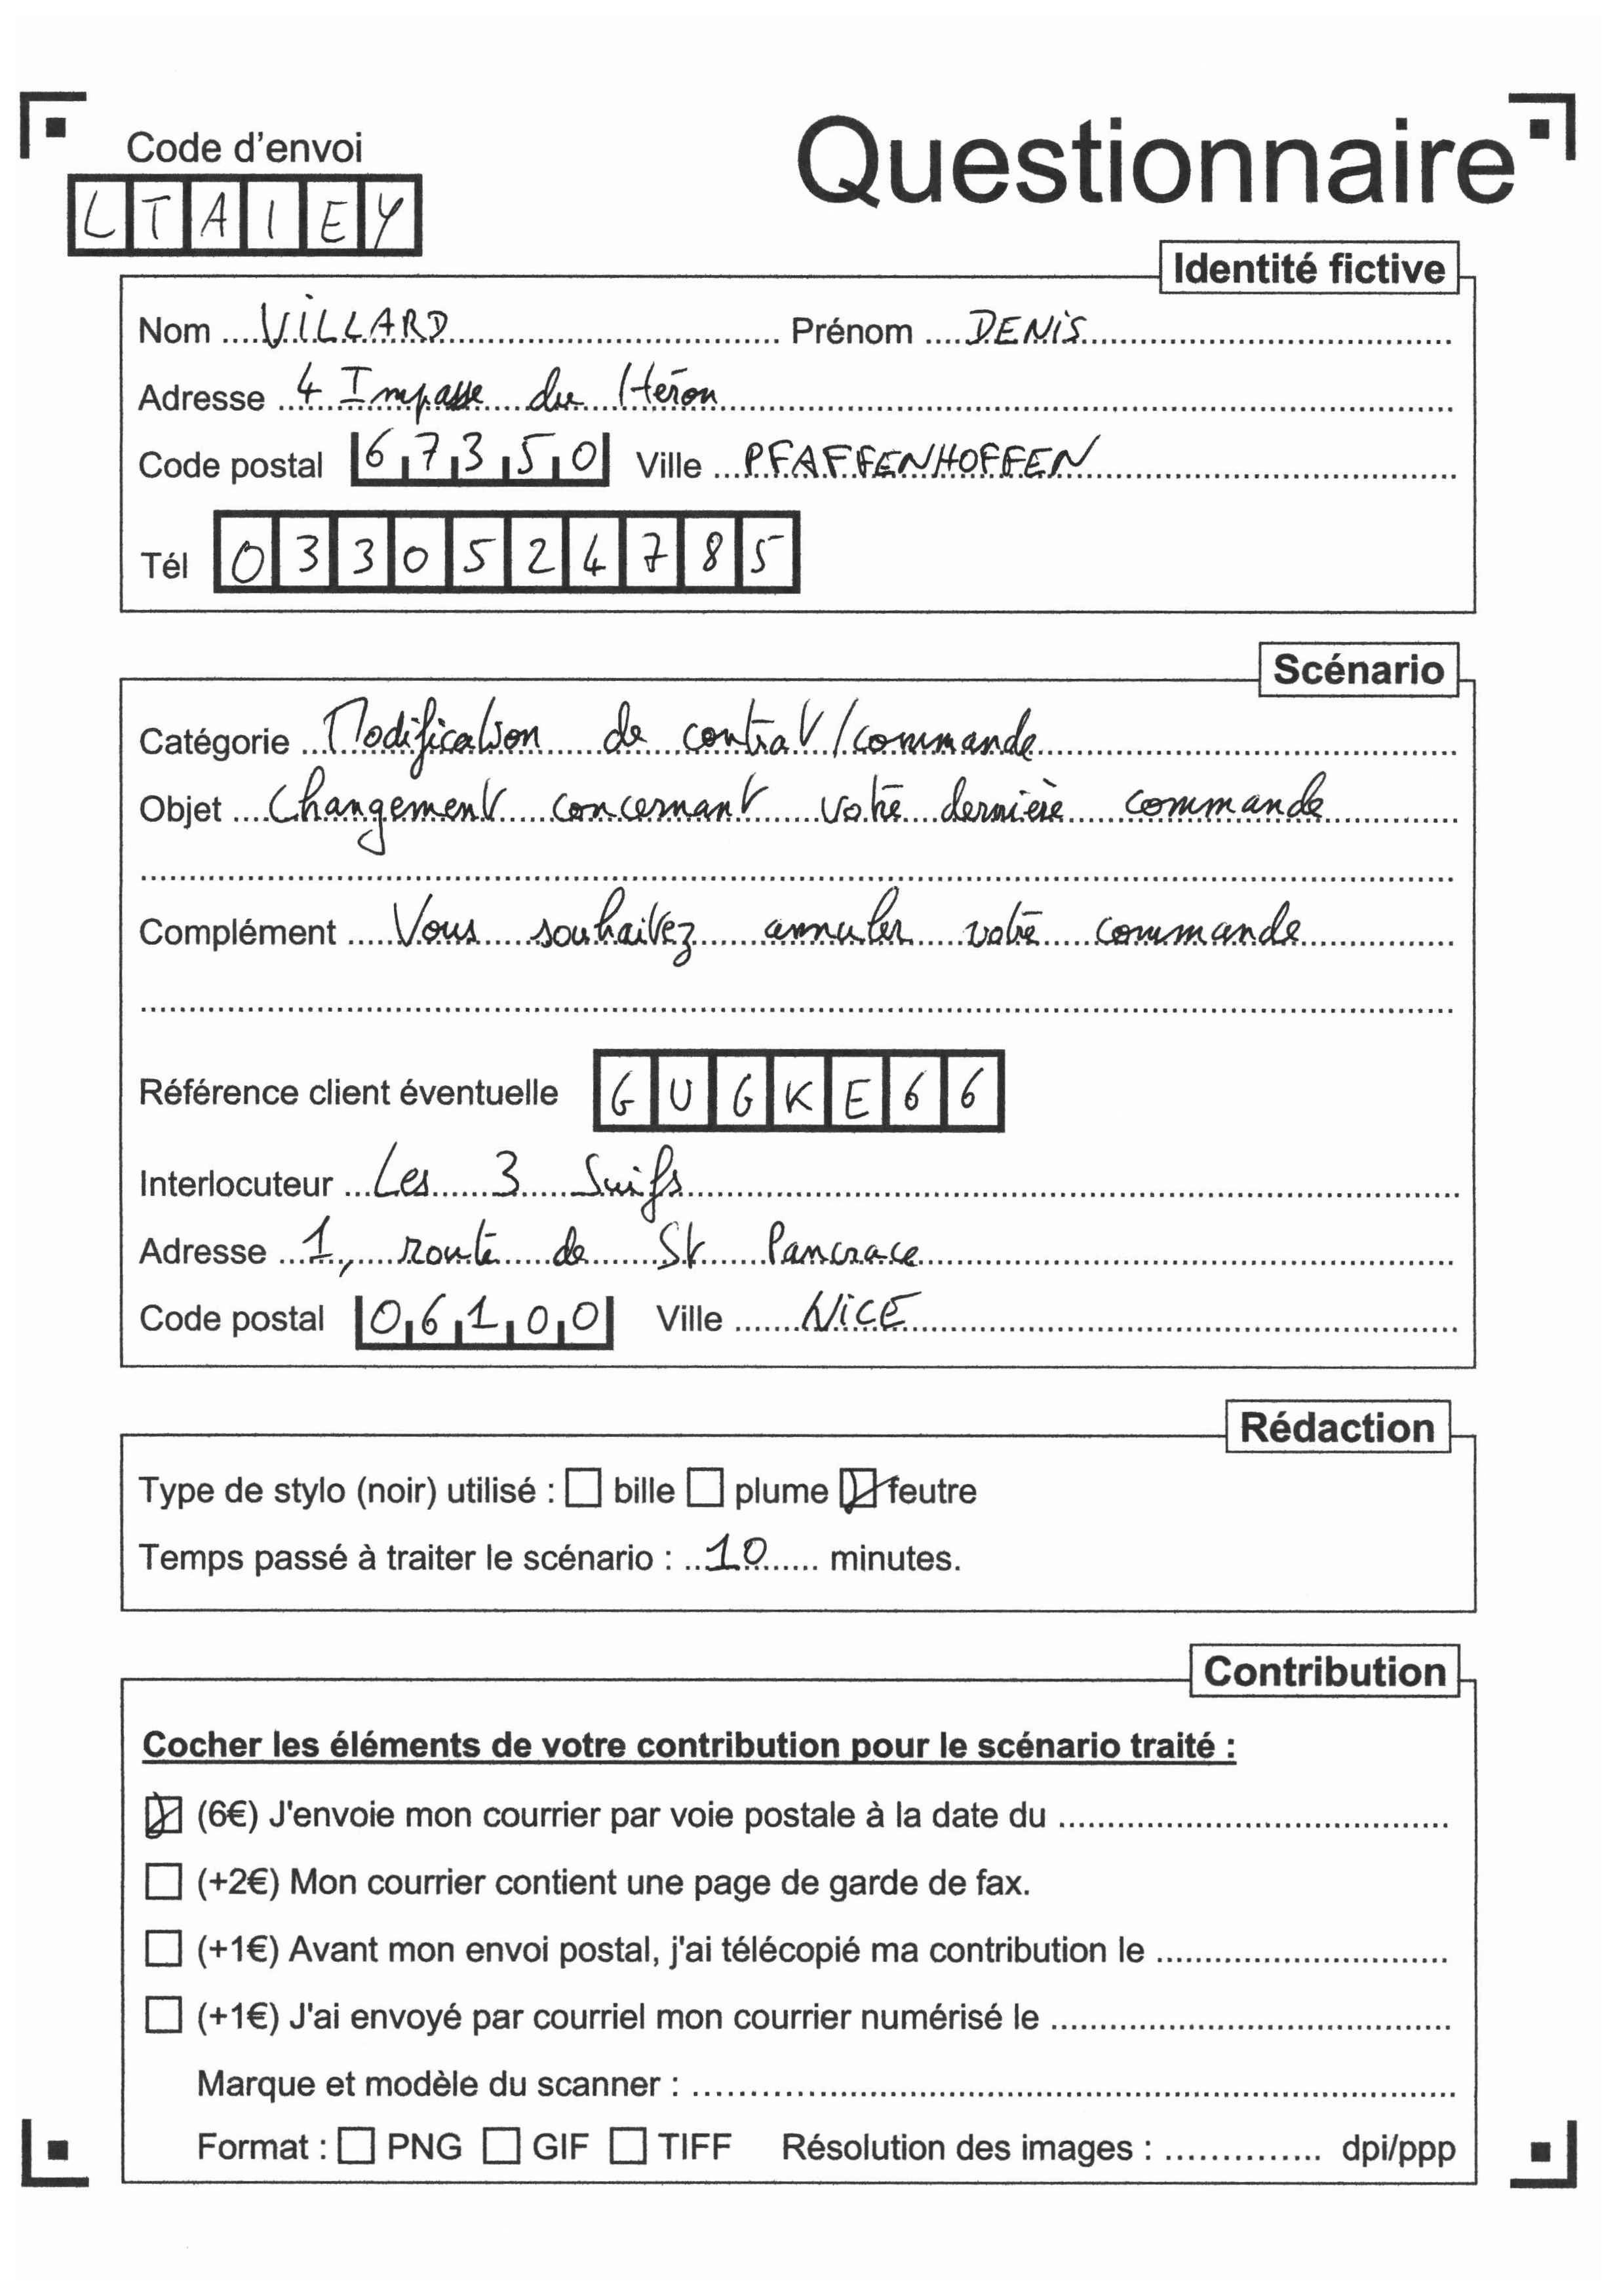 Code d'envoi
Questionnaire
LTAIEY
Identité fictive
Nom VILLARD Prénom DENIS
Adresse 4 Impasse du Héron
Code postal 67350 Ville PFAFFENHOFFEN
Tél 0330524785
Scénario
Catégorie Modification de contrat/commande
Objet Changement concernant votre dernière commande
Complément Vous souhaitez annuler votre commande
Référence client éventuelle GUGKE66
Interlocuteur Les 3 Suifs
Adresse 1, route de St Pancrace
Code postal 06100 Ville NICE
Rédaction
Type de stylo (noir) utilisé : bille plume feutre
Temps passé à traiter le scénario : 10 minutes.
Contribution
Cocher les éléments de votre contribution pour le scénario traité :
(6€) J'envoie mon courrier par voie postale à la date du
(+2€) Mon courrier contient une page de garde de fax.
(+1€) Avant mon envoi postal, j'ai télécopié ma contribution le
(+1€) J'ai envoyé par courriel mon courrier numérisé le
Marque et modèle du scanner :
Format : PNG GIF TIFF Résolution des images : dpi/ppp